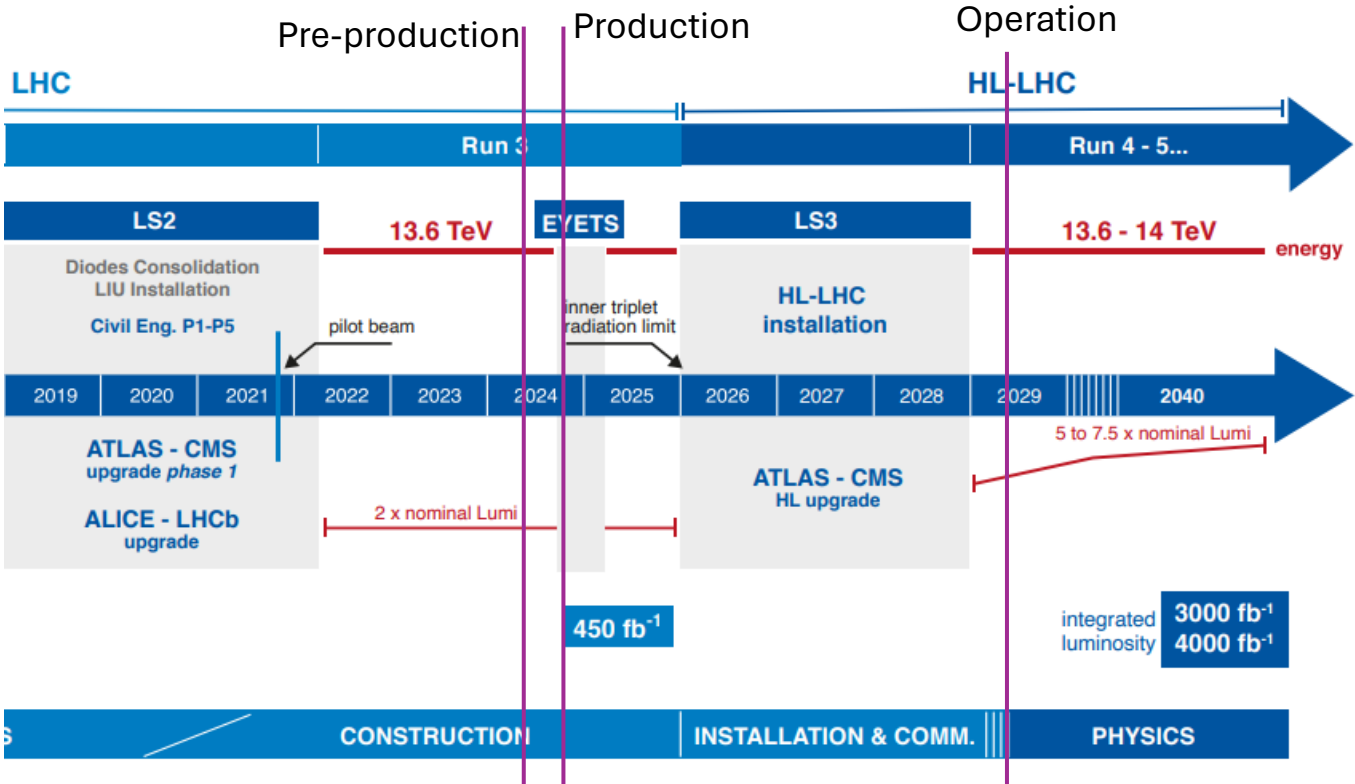 Pre-production
Production
Operation
LHC
HL-LHC
Run 3
Run 4 - 5...
LS2
13.6 TeV
EYETS
LS3
13.6 - 14 TeV
energy
Diodes Consolidation
LIU Installation
Civil Eng. P1-P5
pilot beam
inner triplet
radiation limit
HL-LHC
installation
2019 2020 2021 2022 2023 2024 2025 2026 2027 2028 2029 2040
5 to 7.5 x nominal Lumi
ATLAS - CMS
upgrade phase 1
ALICE - LHCb
upgrade
2 x nominal Lumi
ATLAS - CMS
HL upgrade
450 fb⁻¹
integrated
luminosity
3000 fb⁻¹
4000 fb⁻¹
S
CONSTRUCTION
INSTALLATION & COMM.
PHYSICS